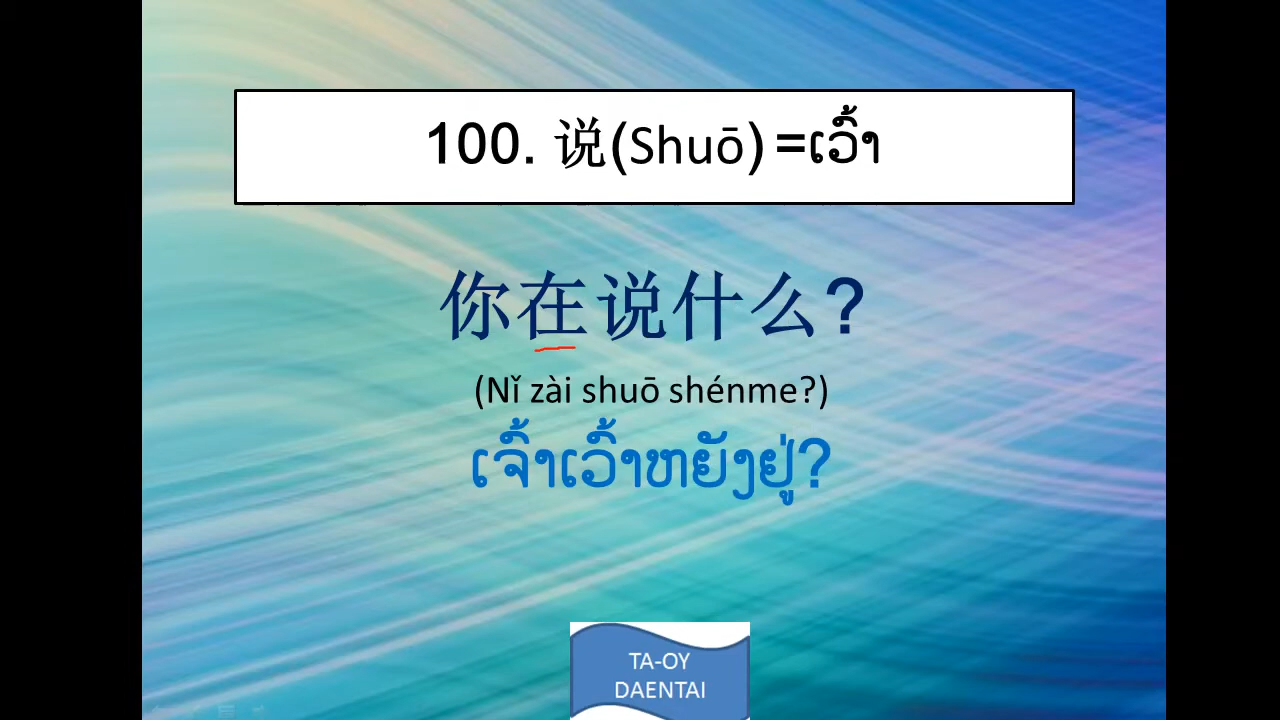 100. 说(Shuō)=ເວົ້າ
你在说什么?
(Nǐ zài shuō shénme?)
ເຈົ້າເວົ້າຫຍັງຢູ່?
TA-OY
DAENTAI